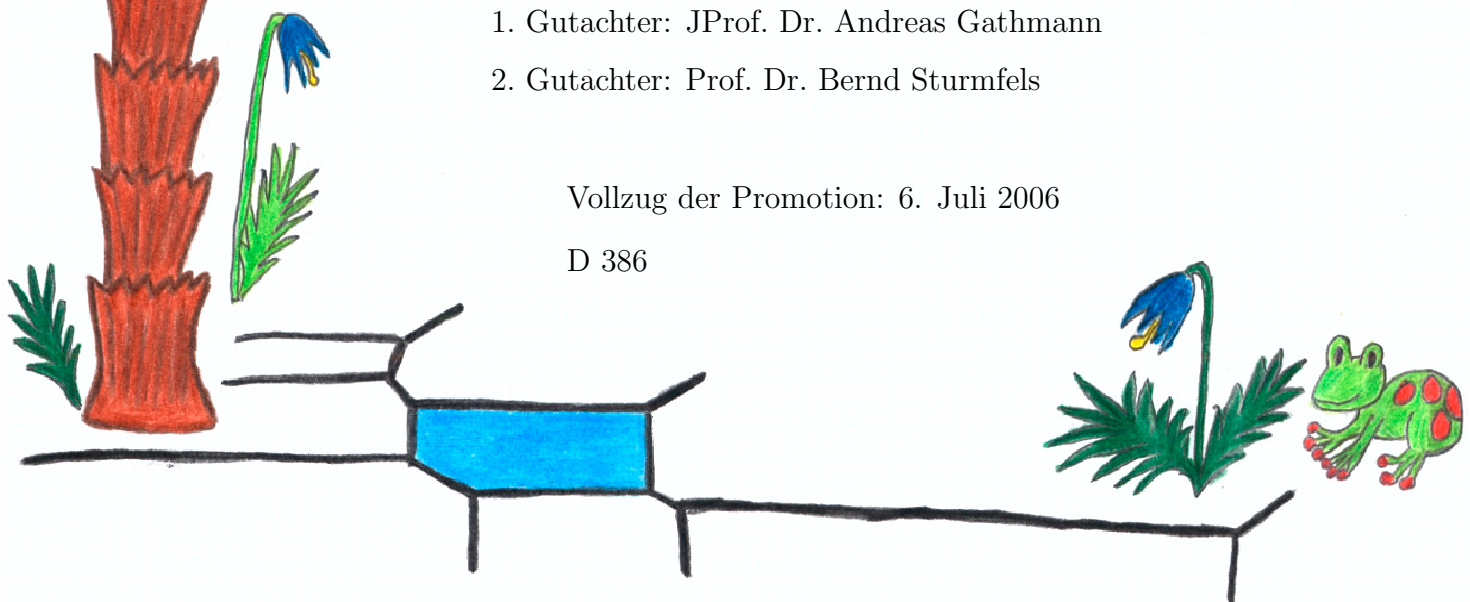 1. Gutachter: JProf. Dr. Andreas Gathmann
2. Gutachter: Prof. Dr. Bernd Sturmfels
Vollzug der Promotion: 6. Juli 2006
D 386